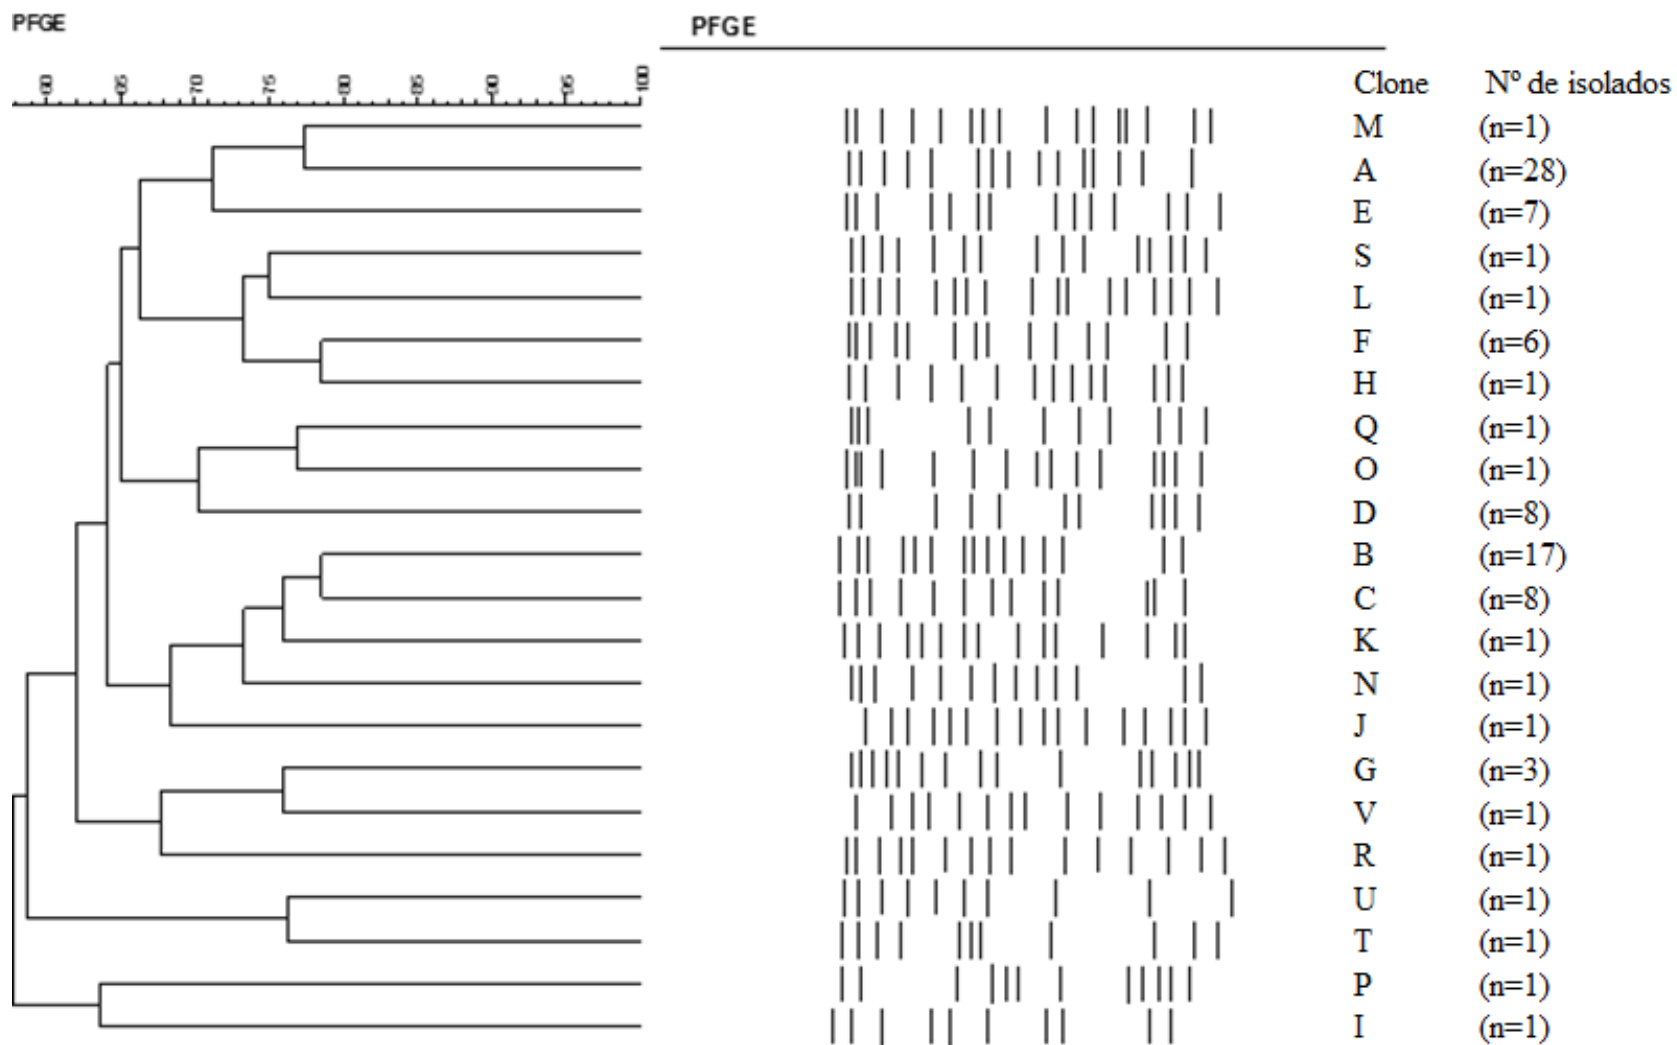 PFGE
PFGE
60 65 70 75 80 85 90 95 100
Clone Nº de isolados
M (n=1)
A (n=28)
E (n=7)
S (n=1)
L (n=1)
F (n=6)
H (n=1)
Q (n=1)
O (n=1)
D (n=8)
B (n=17)
C (n=8)
K (n=1)
N (n=1)
J (n=1)
G (n=3)
V (n=1)
R (n=1)
U (n=1)
T (n=1)
P (n=1)
I (n=1)